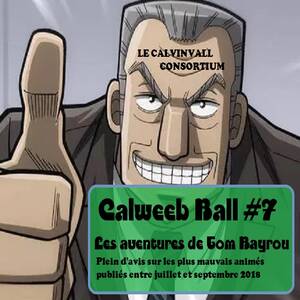 LE CALVINVALL
CONSORTIUM
Calweeb Ball #7
Les aventures de Tom Bayrou
Plein d'avis sur les plus mauvais animés
publiés entre juillet et septembre 2018